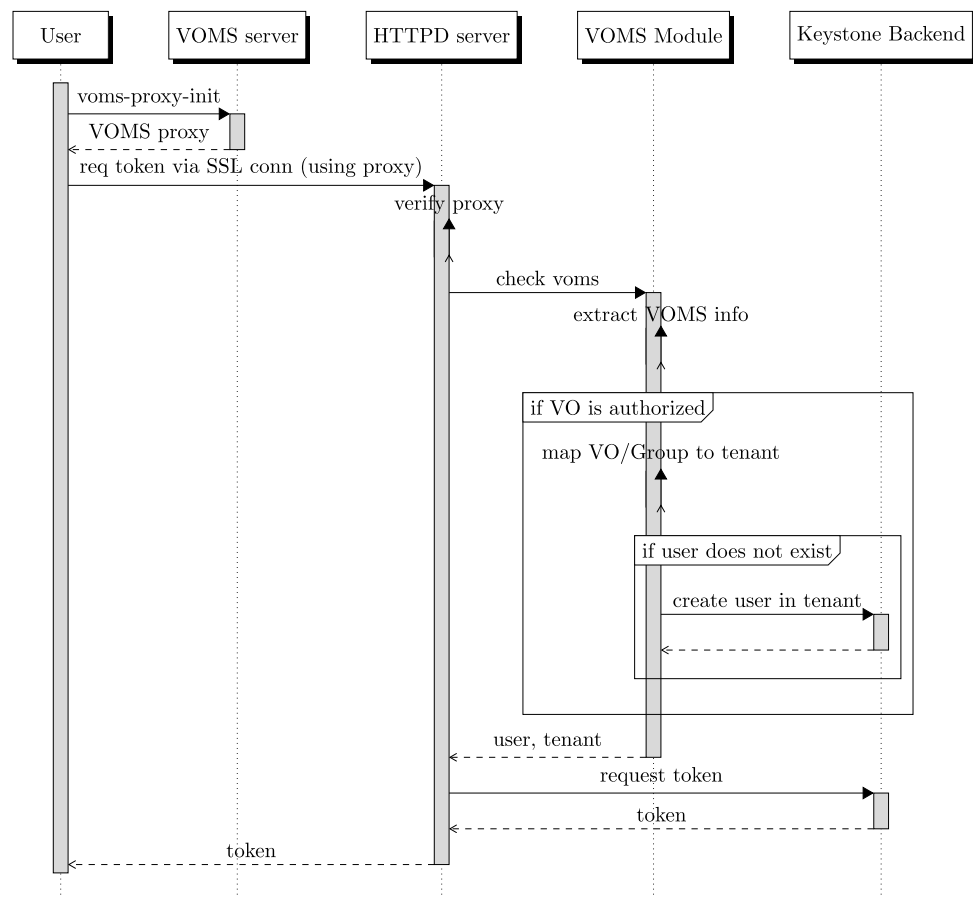 User
VOMS server
HTTPD server
VOMS Module
Keystone Backend
voms-proxy-init
VOMS proxy
req token via SSL conn (using proxy)
verify proxy
check voms
extract VOMS info
if VO is authorized
map VO/Group to tenant
if user does not exist
create user in tenant
user, tenant
request token
token
token